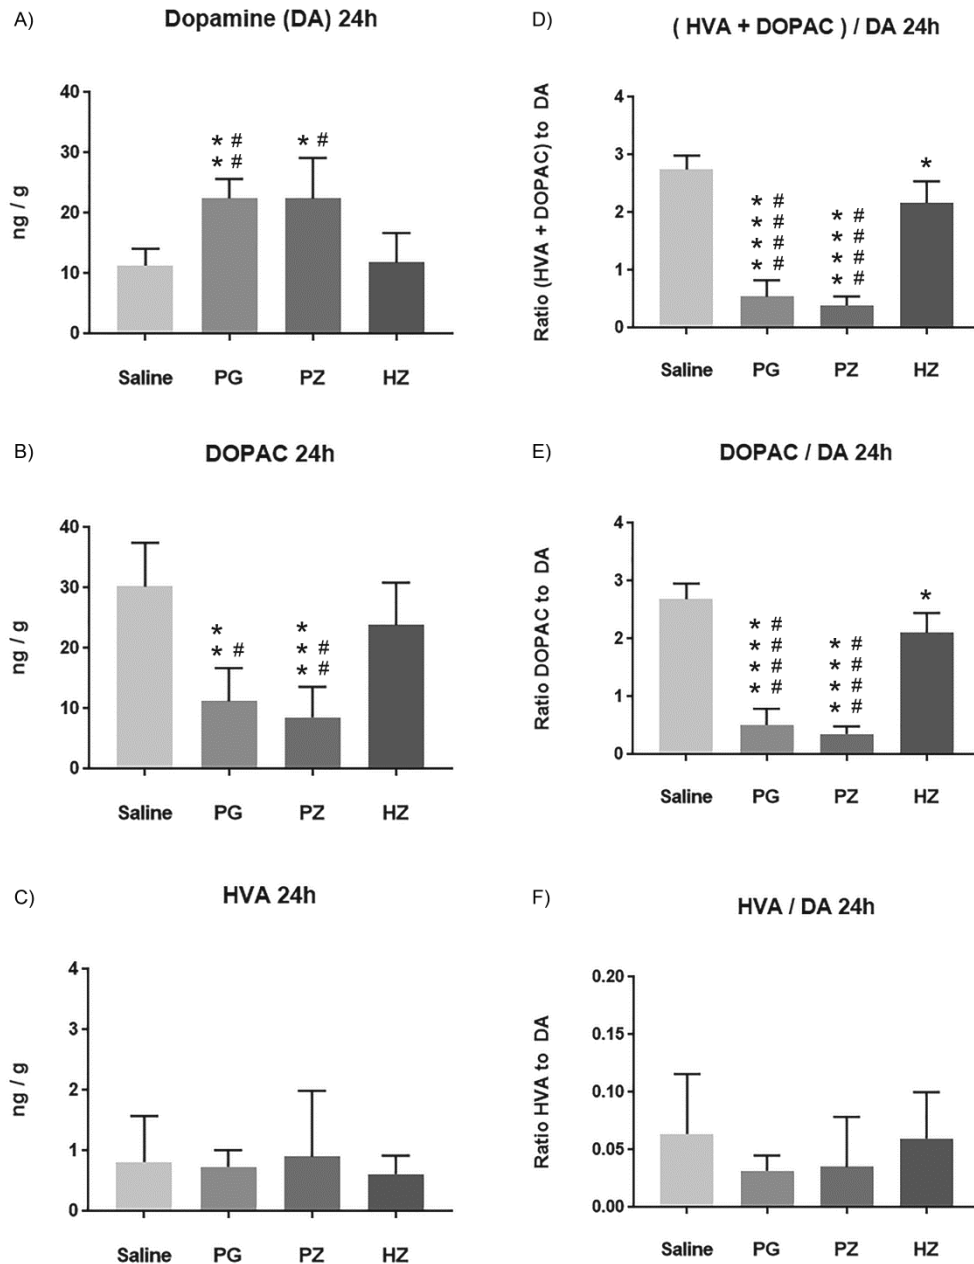 A)
Dopamine (DA) 24h
ng / g
40
30
20
10
0
* #
* #
* #
Saline PG PZ HZ
B)
DOPAC 24h
ng / g
40
30
20
10
0
*
* #
*
* #
* #
Saline PG PZ HZ
C)
HVA 24h
ng / g
4
3
2
1
0
Saline PG PZ HZ
D)
( HVA + DOPAC ) / DA 24h
Ratio (HVA + DOPAC) to DA
4
3
2
1
0
* #
* #
* #
* #
* #
* #
* #
* #
*
Saline PG PZ HZ
E)
DOPAC / DA 24h
Ratio DOPAC to DA
4
3
2
1
0
* #
* #
* #
* #
* #
* #
* #
* #
*
Saline PG PZ HZ
F)
HVA / DA 24h
Ratio HVA to DA
0.20
0.15
0.10
0.05
0.00
Saline PG PZ HZ